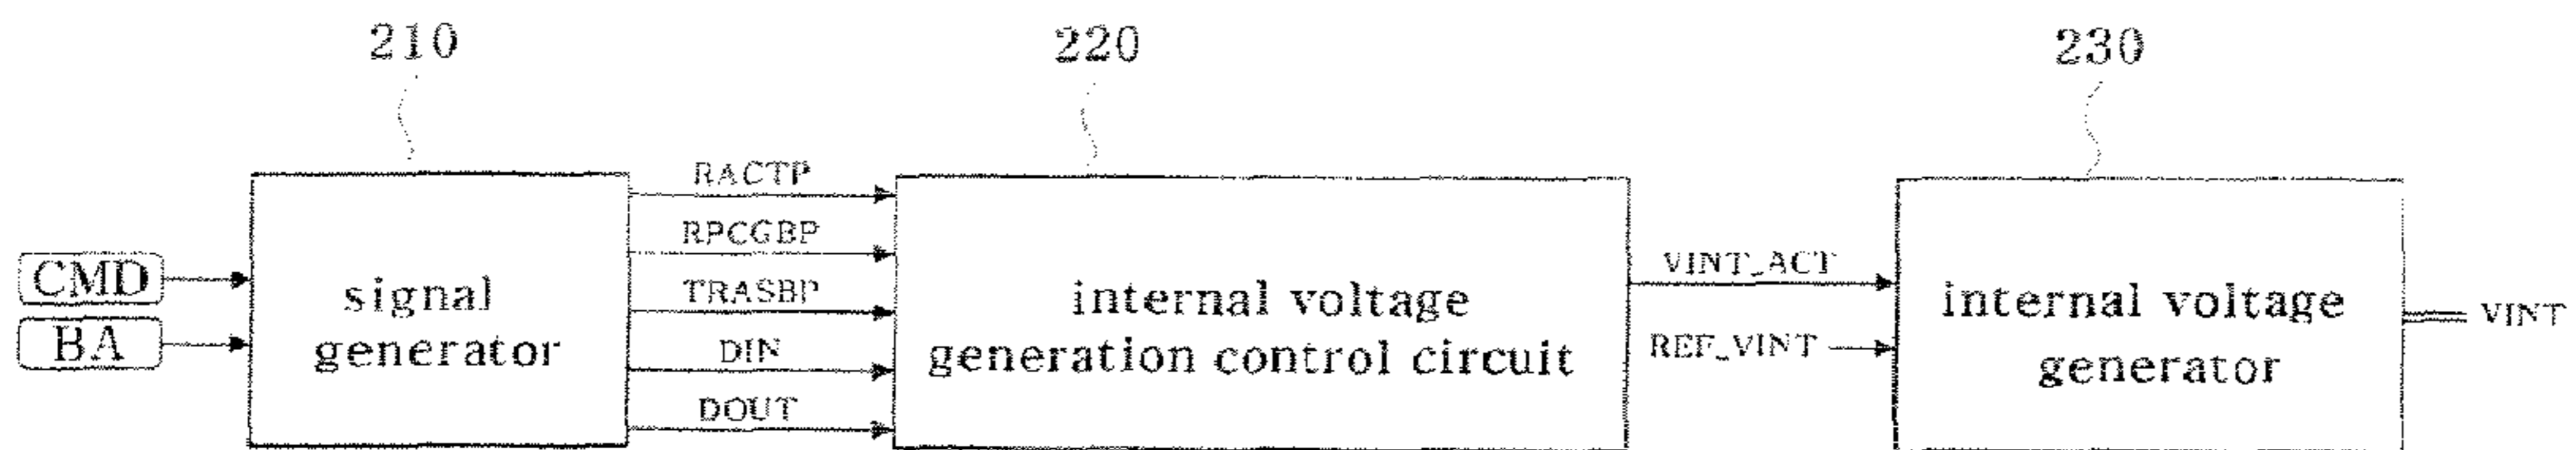 210
220
230
CMD
BA
signal
generator
RACTP
RPCGBP
TRASBP
DIN
DOUT
internal voltage
generation control circuit
VINT_ACT
REF_VINT
internal voltage
generator
VINT